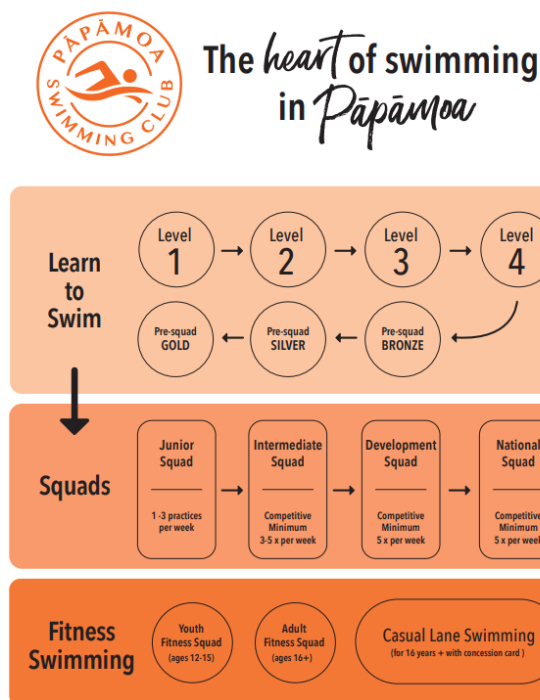 PĀPĀMOA
SWIMMING CLUB
The heart of swimming
in Pāpāmoa
Learn
to
Swim
Level
1
Level
2
Level
3
Level
4
Pre-squad
GOLD
Pre-squad
SILVER
Pre-squad
BRONZE
Squads
Junior
Squad
1 -3 practices
per week
Intermediate
Squad
Competitive
Minimum
3-5 x per week
Development
Squad
Competitive
Minimum
5 x per week
National
Squad
Competitive
Minimum
5 x week
Fitness
Swimming
Youth
Fitness Squad
(ages 12-15)
Adult
Fitness Squad
(ages 16+)
Casual Lane Swimming
(for 16 years + with concession card )